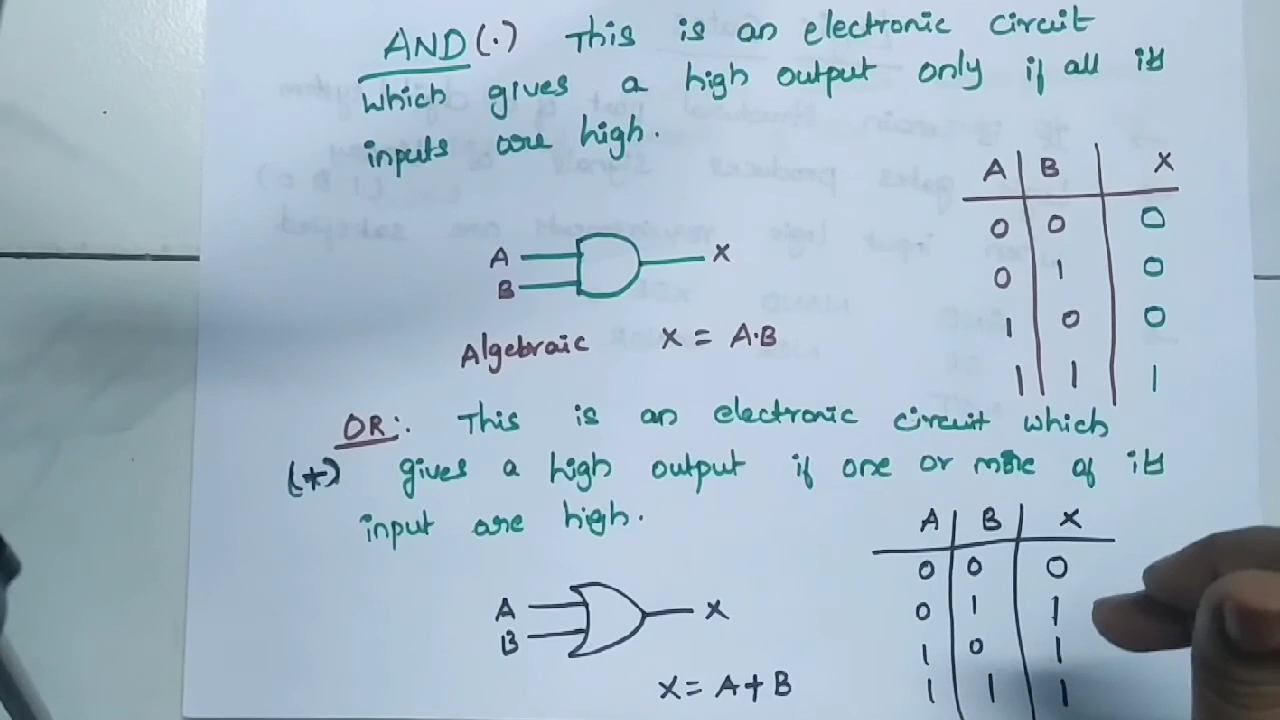 AND (.) This is an electronic circuit
which gives a high output only if all its
inputs are high.
A B X
0 0 0
0 1 0
1 0 0
1 1 1
A
B
X
Algebraic X = A.B
OR:. This is an electronic circuit which
(+) gives a high output if one or more of its
input are high.
A B X
0 0 0
0 1 1
1 0 1
1 1 1
A
B
X
X = A+B